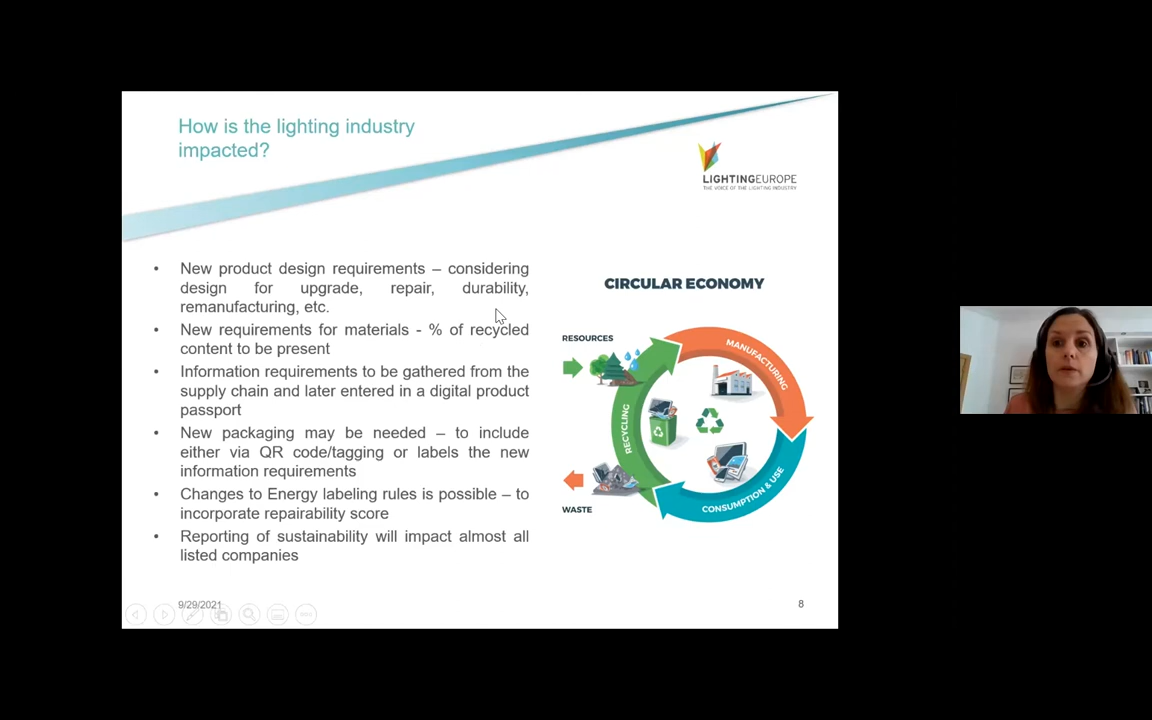 How is the lighting industry
impacted?
LIGHTINGEUROPE
THE VOICE OF THE LIGHTING INDUSTRY
• New product design requirements – considering
design for upgrade, repair, durability,
remanufacturing, etc.
• New requirements for materials - % of recycled
content to be present
• Information requirements to be gathered from the
supply chain and later entered in a digital product
passport
• New packaging may be needed – to include
either via QR code/tagging or labels the new
information requirements
• Changes to Energy labeling rules is possible – to
incorporate repairability score
• Reporting of sustainability will impact almost all
listed companies
CIRCULAR ECONOMY
RESOURCES
MANUFACTURING
RECYCLING
CONSUMPTION & USE
WASTE
9/29/2021
8